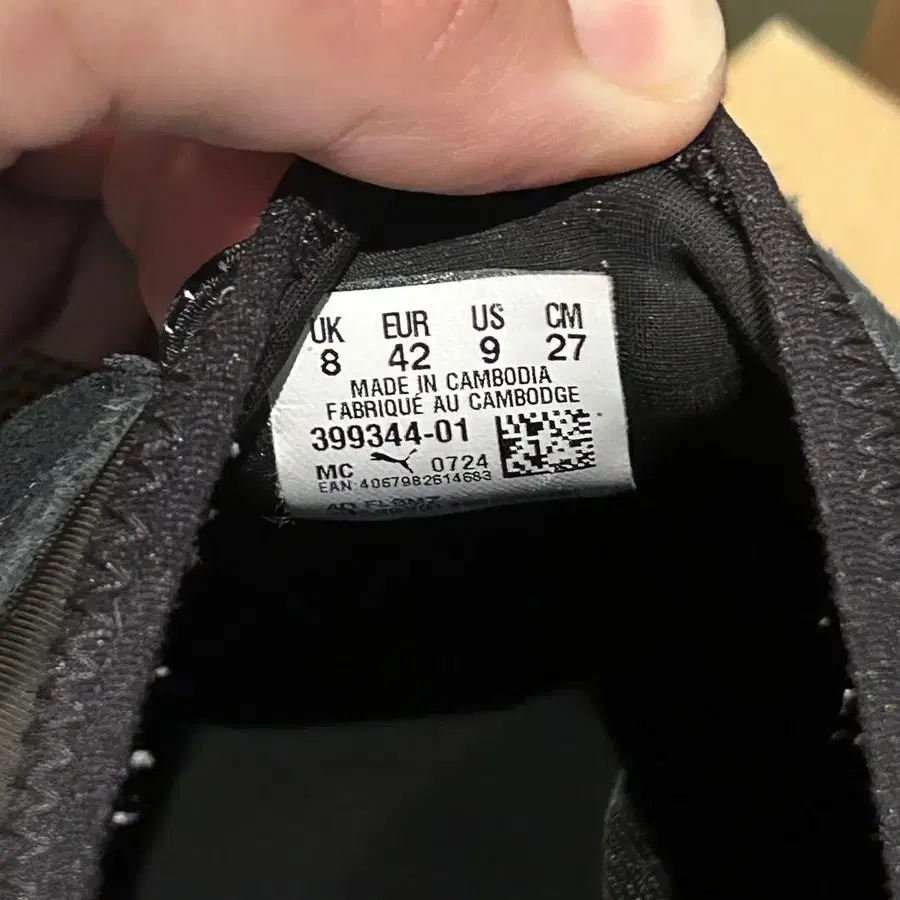 UK EUR US CM
8 42 9 27
MADE IN CAMBODIA
FABRIQUÉ AU CAMBODGE
399344-01
MC 0724
EAN:4067982614683